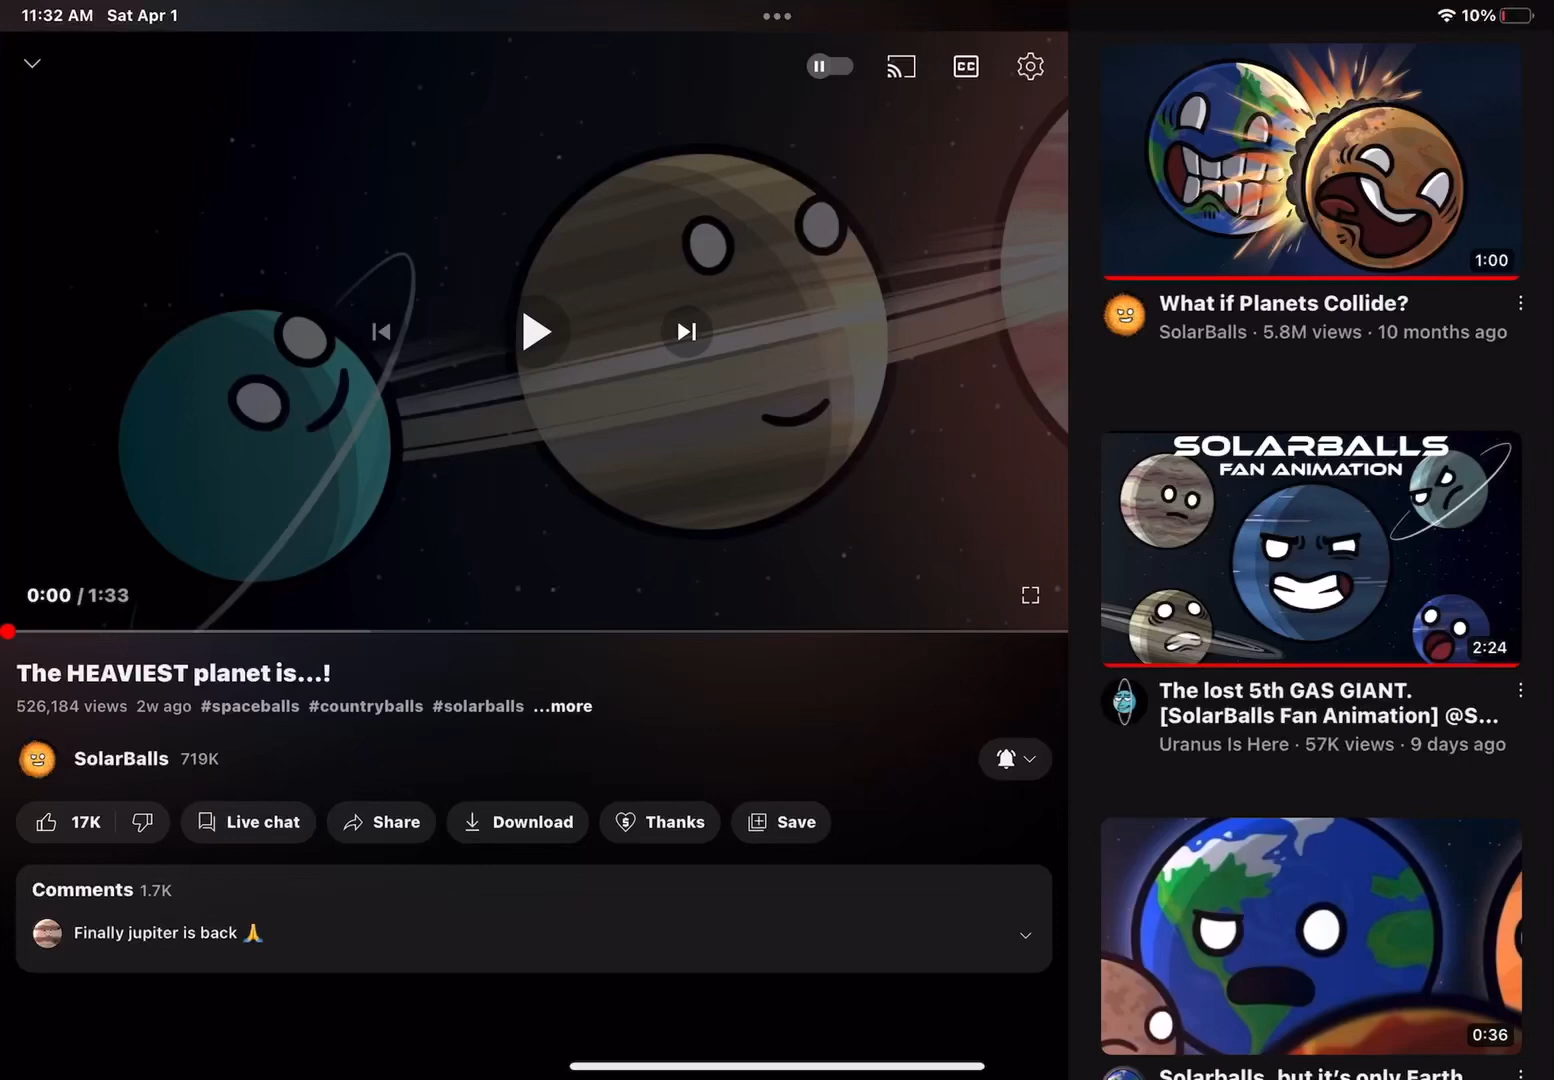 11:32 AM Sat Apr 1
10%
CC
0:00 / 1:33
The HEAVIEST planet is...!
526,184 views 2w ago #spaceballs #countryballs #solarballs ...more
SolarBalls 719K
17K
Live chat
Share
Download
Thanks
Save
Comments 1.7K
Finally jupiter is back 🙏
1:00
What if Planets Collide?
SolarBalls · 5.8M views · 10 months ago
SOLARBALLS
FAN ANIMATION
2:24
The lost 5th GAS GIANT.
[SolarBalls Fan Animation] @S...
Uranus Is Here · 57K views · 9 days ago
0:36
Solarballs, but it's only Earth